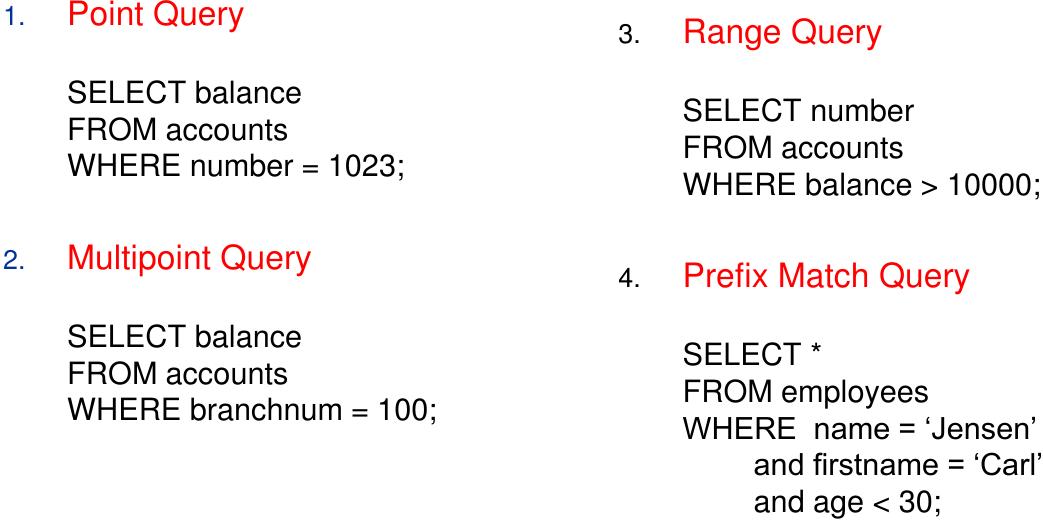 1. Point Query
SELECT balance
FROM accounts
WHERE number = 1023;
2. Multipoint Query
SELECT balance
FROM accounts
WHERE branchnum = 100;
3. Range Query
SELECT number
FROM accounts
WHERE balance > 10000;
4. Prefix Match Query
SELECT *
FROM employees
WHERE name = ‘Jensen’
and firstname = ‘Carl’
and age < 30;